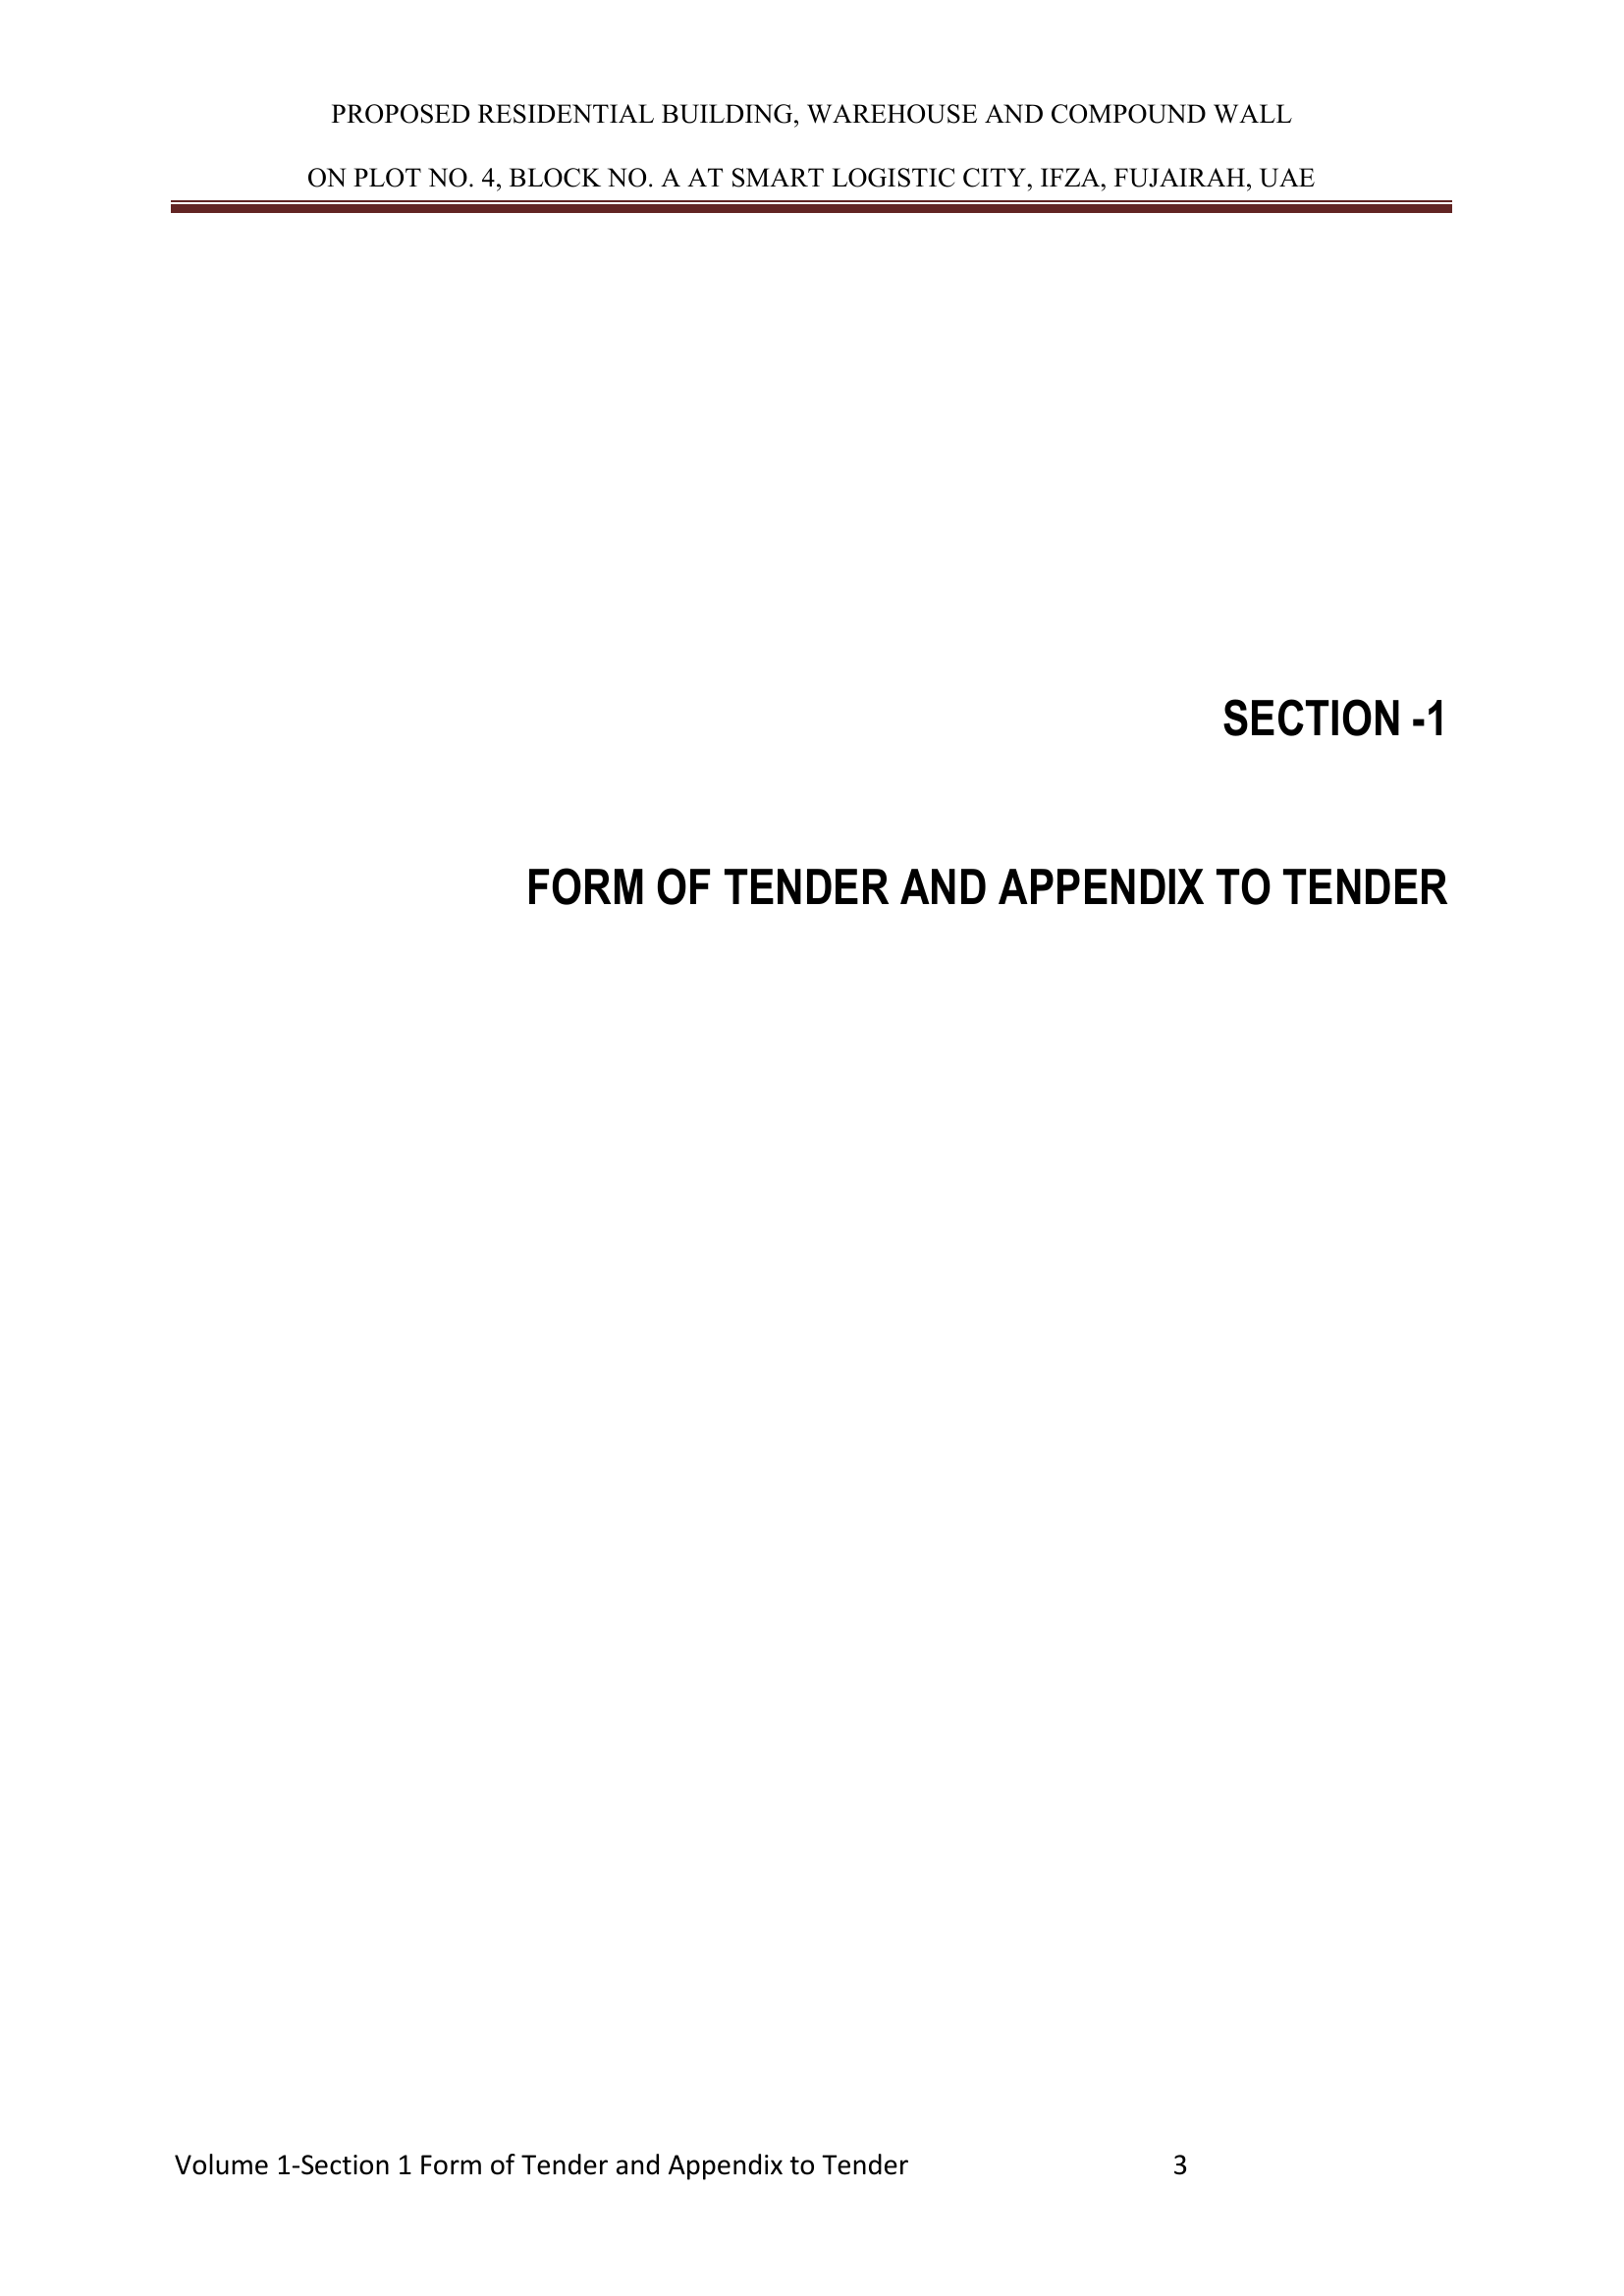 PROPOSED RESIDENTIAL BUILDING, WAREHOUSE AND COMPOUND WALL
ON PLOT NO. 4, BLOCK NO. A AT SMART LOGISTIC CITY, IFZA, FUJAIRAH, UAE
SECTION -1
FORM OF TENDER AND APPENDIX TO TENDER
Volume 1-Section 1 Form of Tender and Appendix to Tender 3